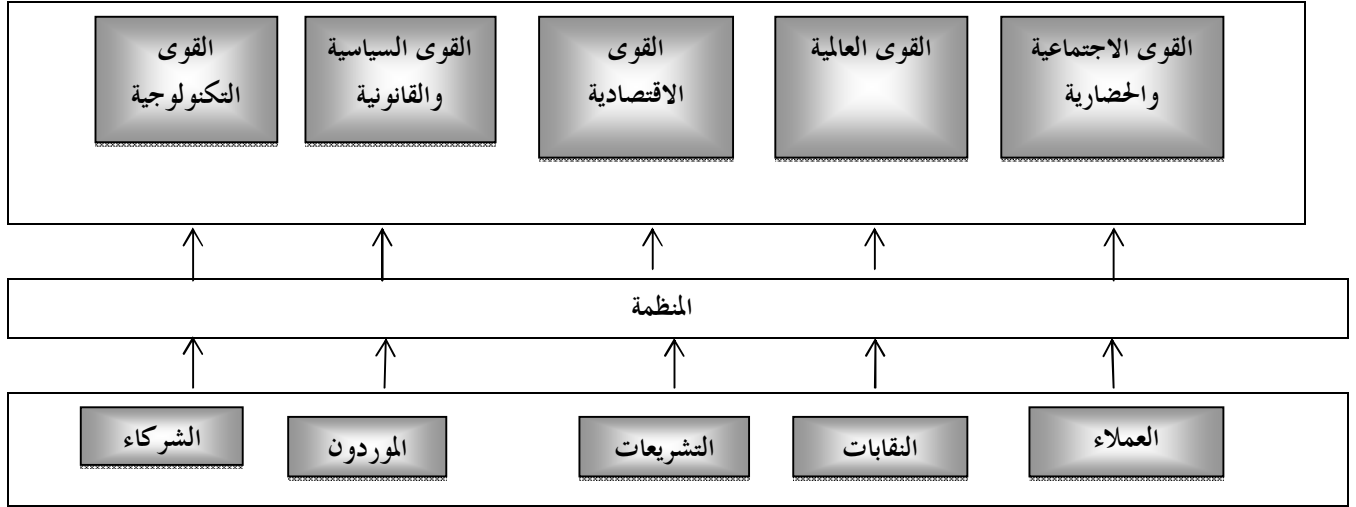 القوى الاجتماعية
والحضارية
القوى العالمية
القوى
الاقتصادية
القوى السياسية
والقانونية
القوى
التكنولوجية
المنظمة
العملاء
النقابات
التشريعات
الموردون
الشركاء